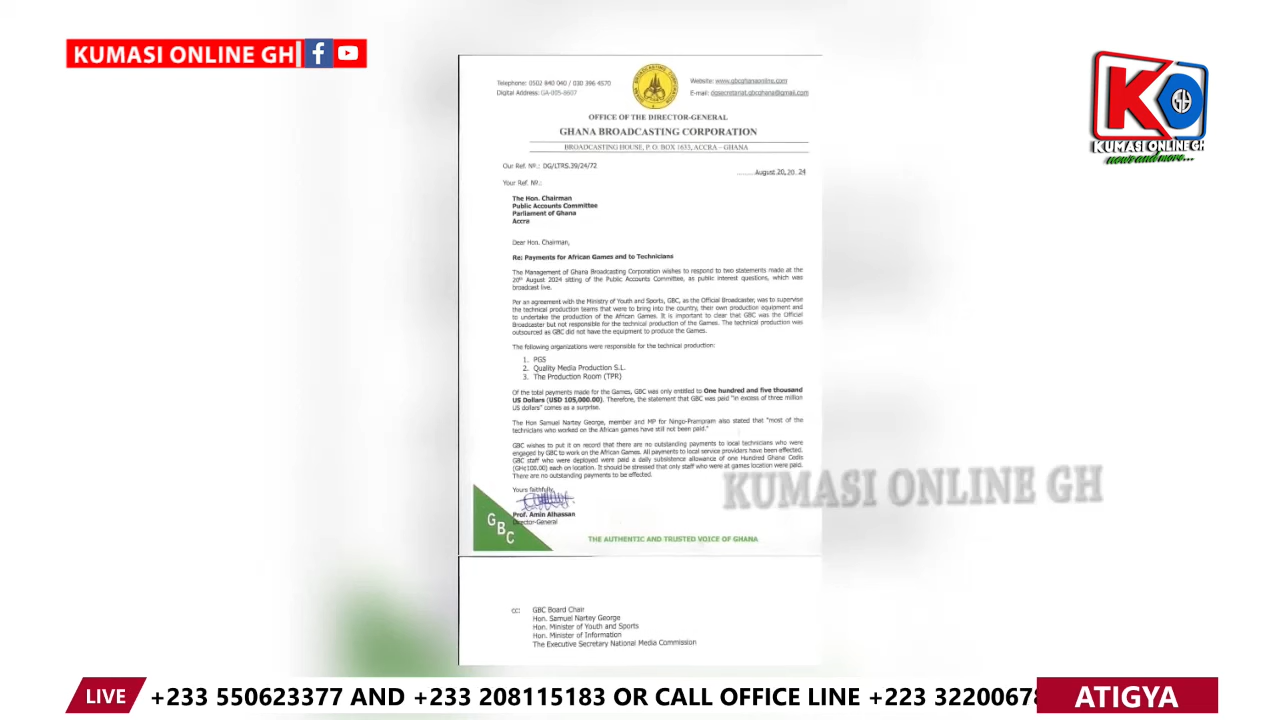 KUMASI ONLINE GH
KO
GH
KUMASI ONLINE GH
news and more...
Telephone: 0502 840 040 / 030 396 4570
Digital Address: GA-005-8607
Website: www.gbcghanaonline.com
E-mail: dgsecretariat.gbcghana@gmail.com
OFFICE OF THE DIRECTOR-GENERAL
GHANA BROADCASTING CORPORATION
BROADCASTING HOUSE, P. O. BOX 1633, ACCRA – GHANA
Our Ref. Nº.: DG/LTRS.39/24/72
August 20, 20 24
Your Ref. Nº.:
The Hon. Chairman
Public Accounts Committee
Parliament of Ghana
Accra
Dear Hon. Chairman,
Re: Payments for African Games and to Technicians
The Management of Ghana Broadcasting Corporation wishes to respond to two statements made at the
20th August 2024 sitting of the Public Accounts Committee, as public interest questions, which was
broadcast live.
Per an agreement with the Ministry of Youth and Sports, GBC, as the Official Broadcaster, was to supervise
the technical production teams that were to bring into the country, their own production equipment and
to undertake the production of the African Games. It is important to clear that GBC was the Official
Broadcaster but not responsible for the technical production of the Games. The technical production was
outsourced as GBC did not have the equipment to produce the Games.
The following organizations were responsible for the technical production:
1. PGS
2. Quality Media Production S.L.
3. The Production Room (TPR)
Of the total payments made for the Games, GBC was only entitled to One hundred and five thousand
US Dollars (USD 105,000.00). Therefore, the statement that GBC was paid "in excess of three million
US dollars" comes as a surprise.
The Hon Samuel Nartey George, member and MP for Ningo-Prampram also stated that "most of the
technicians who worked on the African games have still not been paid."
GBC wishes to put it on record that there are no outstanding payments to local technicians who were
engaged by GBC to work on the African Games. All payments to local service providers have been effected.
GBC staff who were deployed were paid a daily subsistence allowance of one Hundred Ghana Cedis
(GH¢100.00) each on location. It should be stressed that only staff who were at games location were paid.
There are no outstanding payments to be effected.
Yours faithfully,
Prof. Amin Alhassan
Director-General
GBC
THE AUTHENTIC AND TRUSTED VOICE OF GHANA
KUMASI ONLINE GH
cc: GBC Board Chair
Hon. Samuel Nartey George
Hon. Minister of Youth and Sports
Hon. Minister of Information
The Executive Secretary National Media Commission
LIVE
+233 550623377 AND +233 208115183 OR CALL OFFICE LINE +223 32200678
ATIGYA